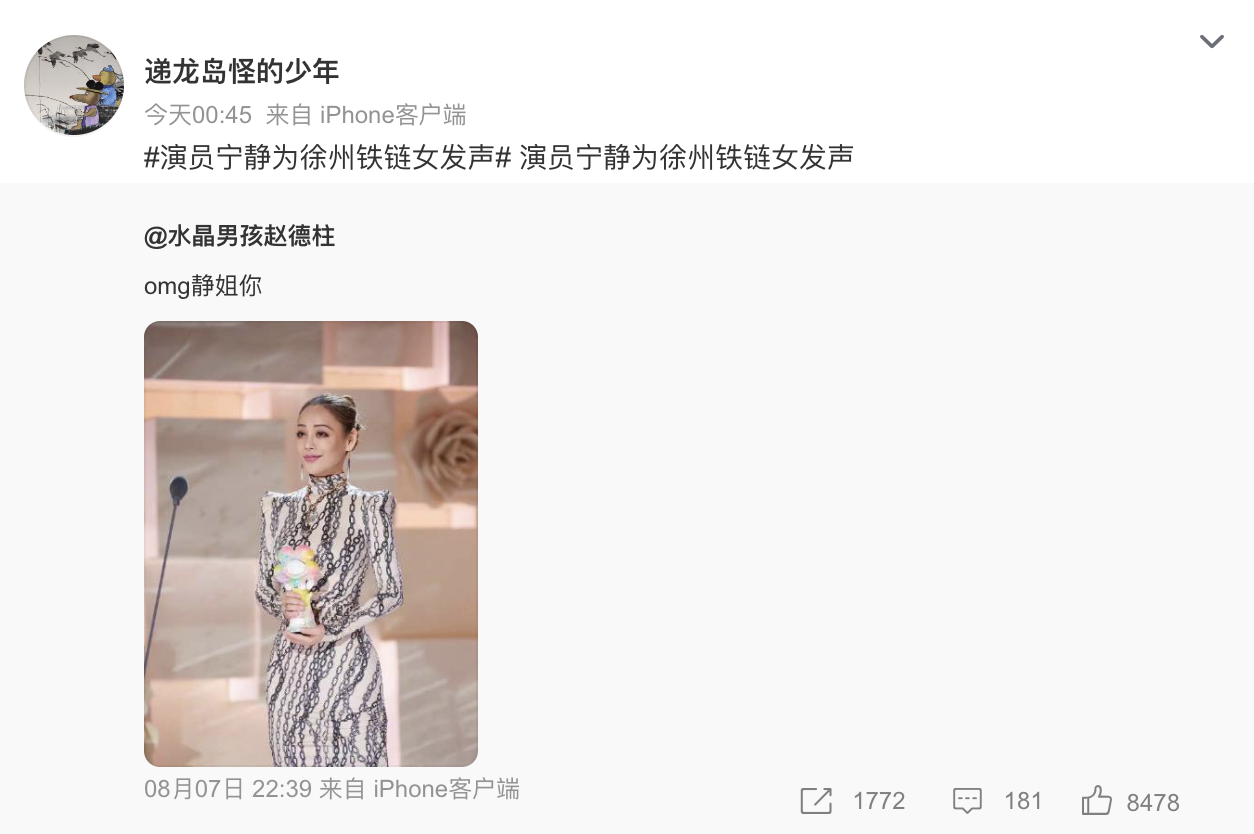 递龙岛怪的少年
今天00:45 来自 iPhone客户端
#演员宁静为徐州铁链女发声# 演员宁静为徐州铁链女发声
@水晶男孩赵德柱
omg静姐你
08月07日 22:39 来自 iPhone客户端
1772 181 8478